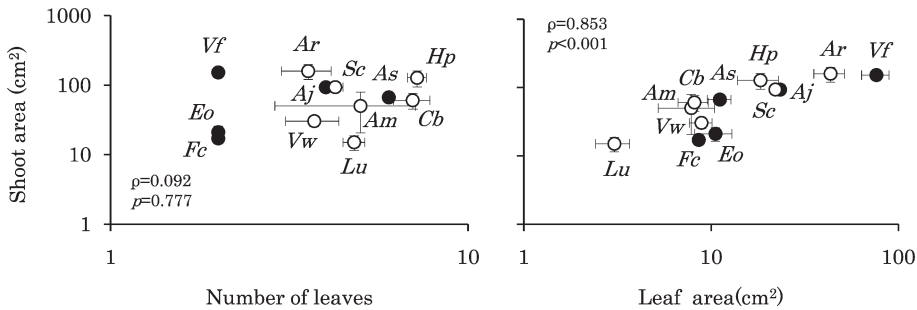 1000
100
10
1
Shoot area (cm²)
Vf
Ar
Sc
As
Hp
Aj
Eo
Fc
Vw
Am
Cb
Lu
ρ=0.092
p=0.777
1
10
Number of leaves
ρ=0.853
p<0.001
Hp
Ar
Vf
Cb
As
Am
Sc
Aj
Vw
Lu
Fc
Eo
1
10
100
Leaf area(cm²)